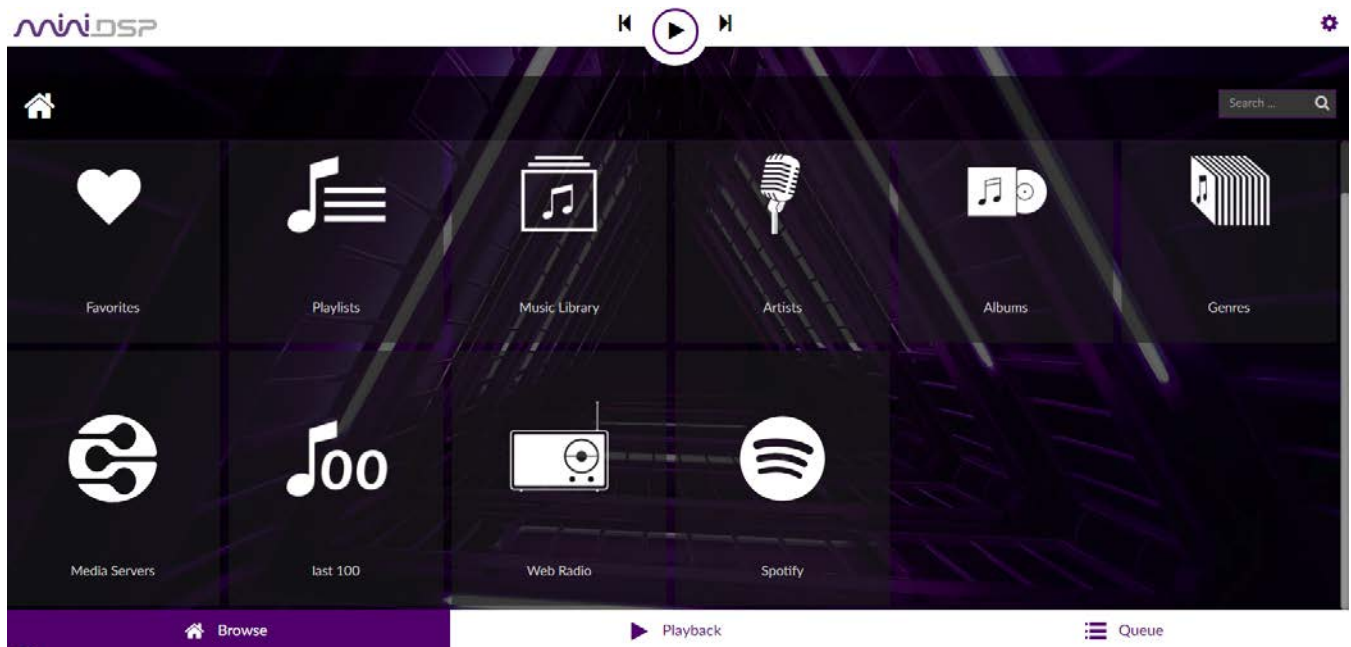 miniDSP
Search ...
Favorites
Playlists
Music Library
Artists
Albums
Genres
100
Media Servers
last 100
Web Radio
Spotify
Browse
Playback
Queue